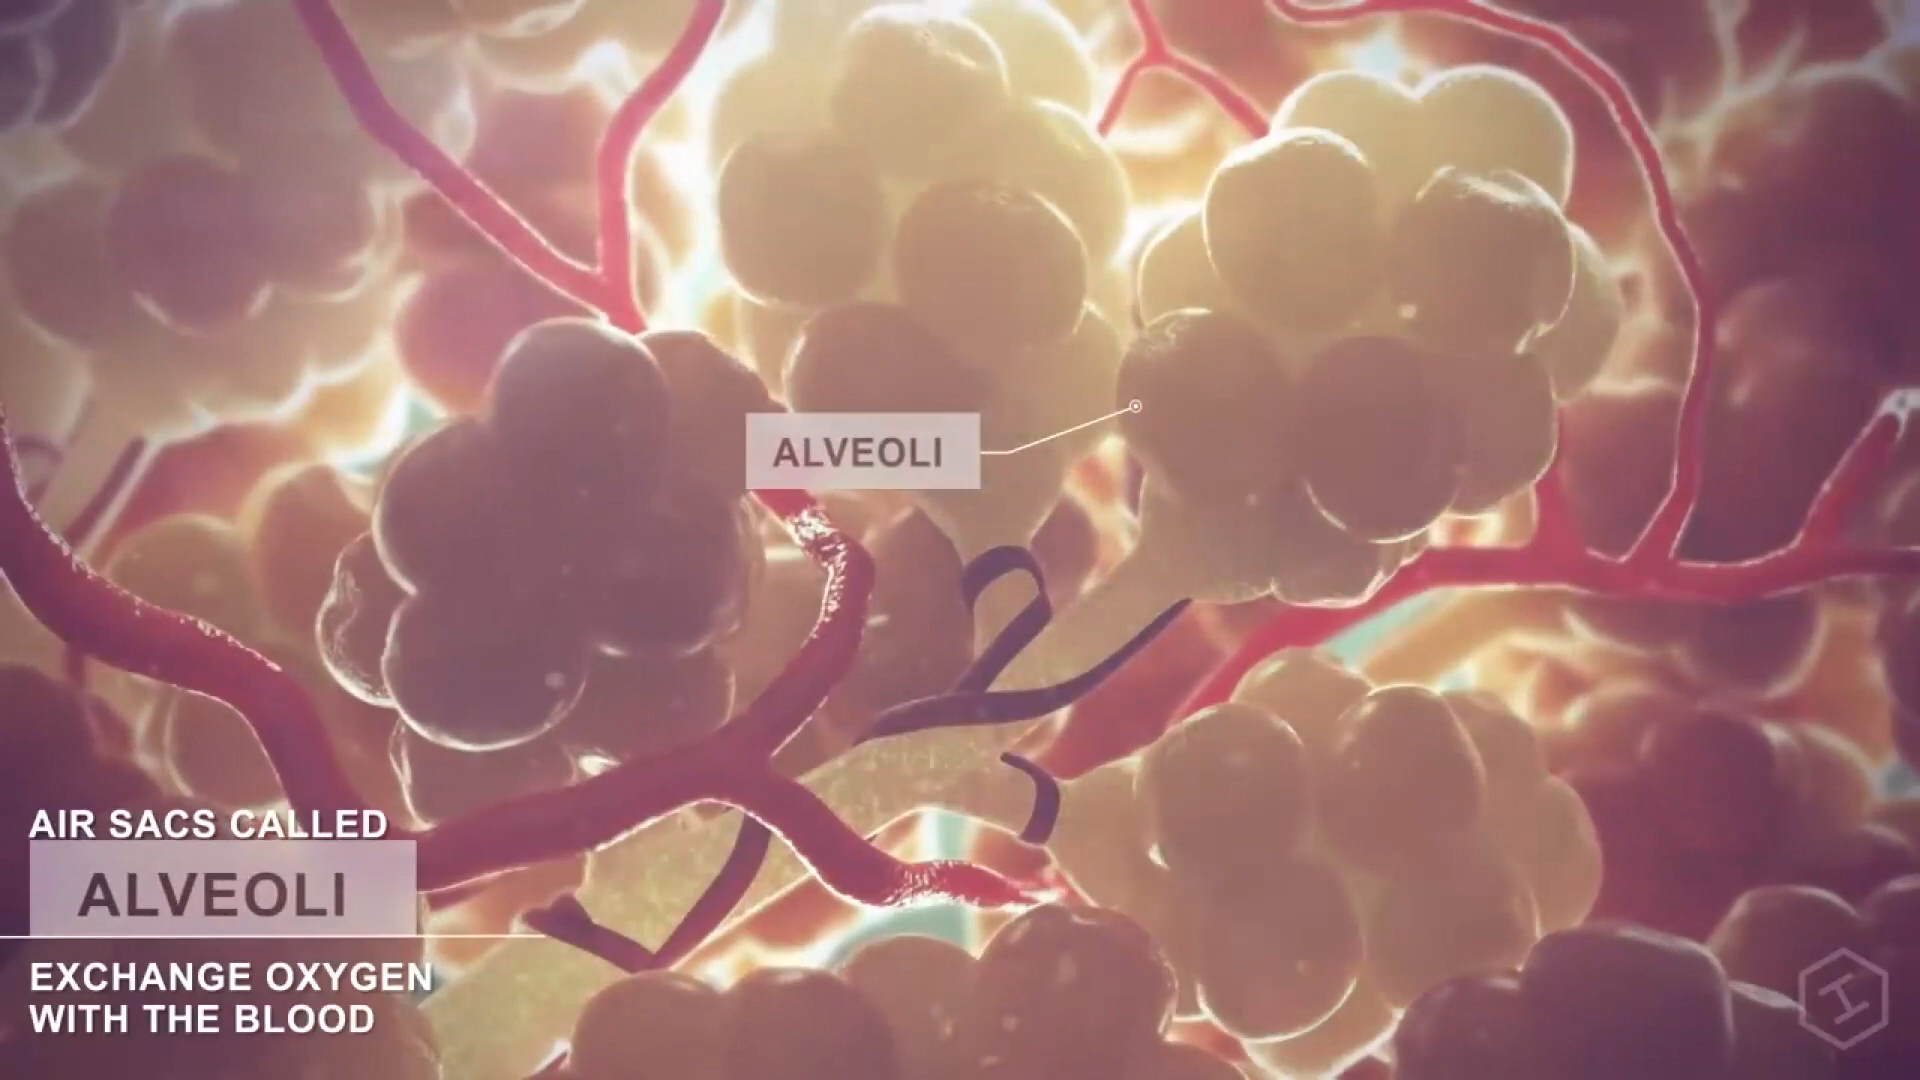 ALVEOLI
AIR SACS CALLED
ALVEOLI
EXCHANGE OXYGEN
WITH THE BLOOD